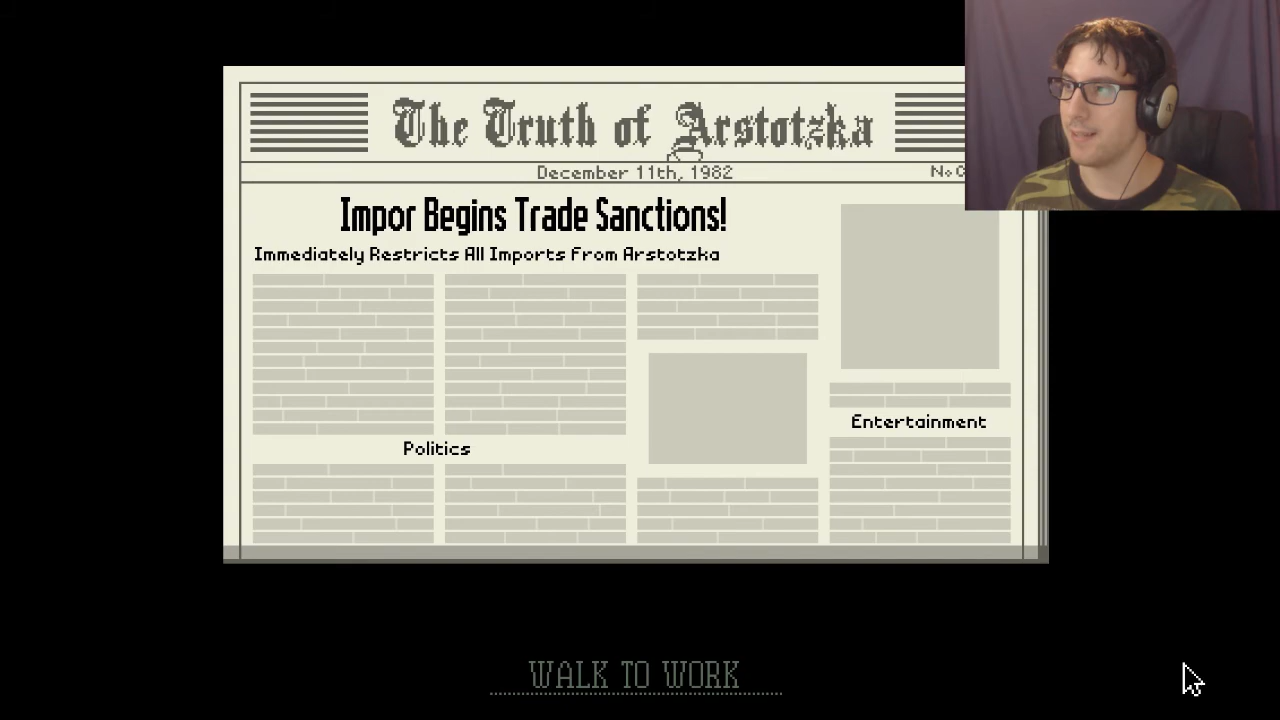 The Truth of Arstotzka
December 11th, 1982
No
Impor Begins Trade Sanctions!
Immediately Restricts All Imports From Arstotzka
Entertainment
Politics
WALK TO WORK